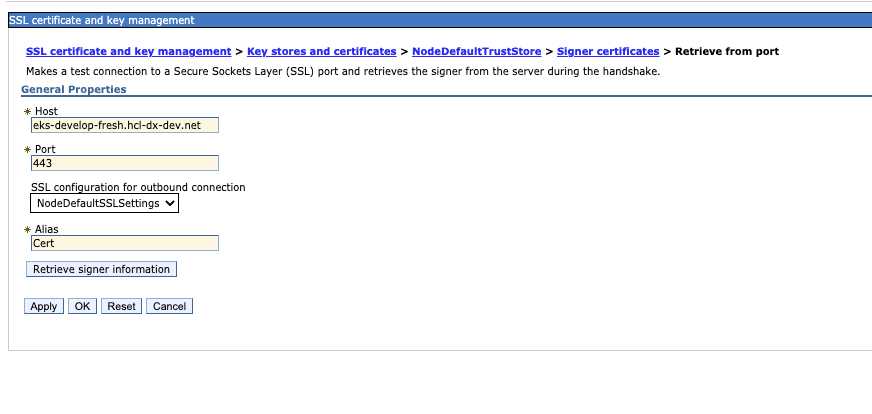 SSL certificate and key management
SSL certificate and key management > Key stores and certificates > NodeDefaultTrustStore > Signer certificates > Retrieve from port
Makes a test connection to a Secure Sockets Layer (SSL) port and retrieves the signer from the server during the handshake.
General Properties
* Host
eks-develop-fresh.hcl-dx-dev.net
* Port
443
SSL configuration for outbound connection
NodeDefaultSSLSettings
* Alias
Cert
Retrieve signer information
Apply OK Reset Cancel